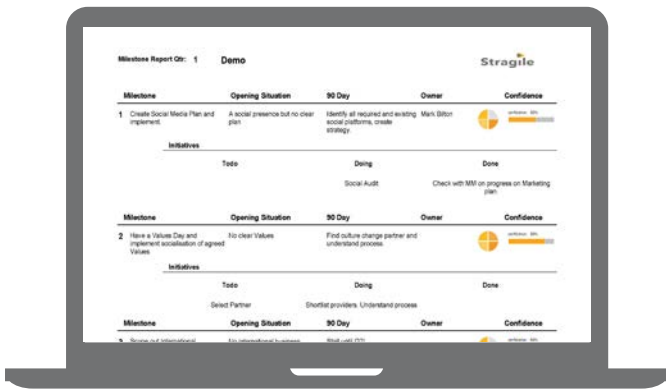 Milestone Report Qtr: 1 Demo
Stragile
Milestone Opening Situation 90 Day Owner Confidence
1 Create Social Media Plan and implement. A social presence but no clear plan Identify all required and existing social platforms, create strategy. Mark Bilton
Initiatives
Todo Doing Done
Social Audit Check with MM on progress on Marketing plan
Milestone Opening Situation 90 Day Owner Confidence
2 Have a Values Day and implement socialisation of agreed Values No clear Values Find culture change partner and understand process.
Initiatives
Todo Doing Done
Select Partner Shortlist providers. Understand process
Milestone Opening Situation 90 Day Owner Confidence